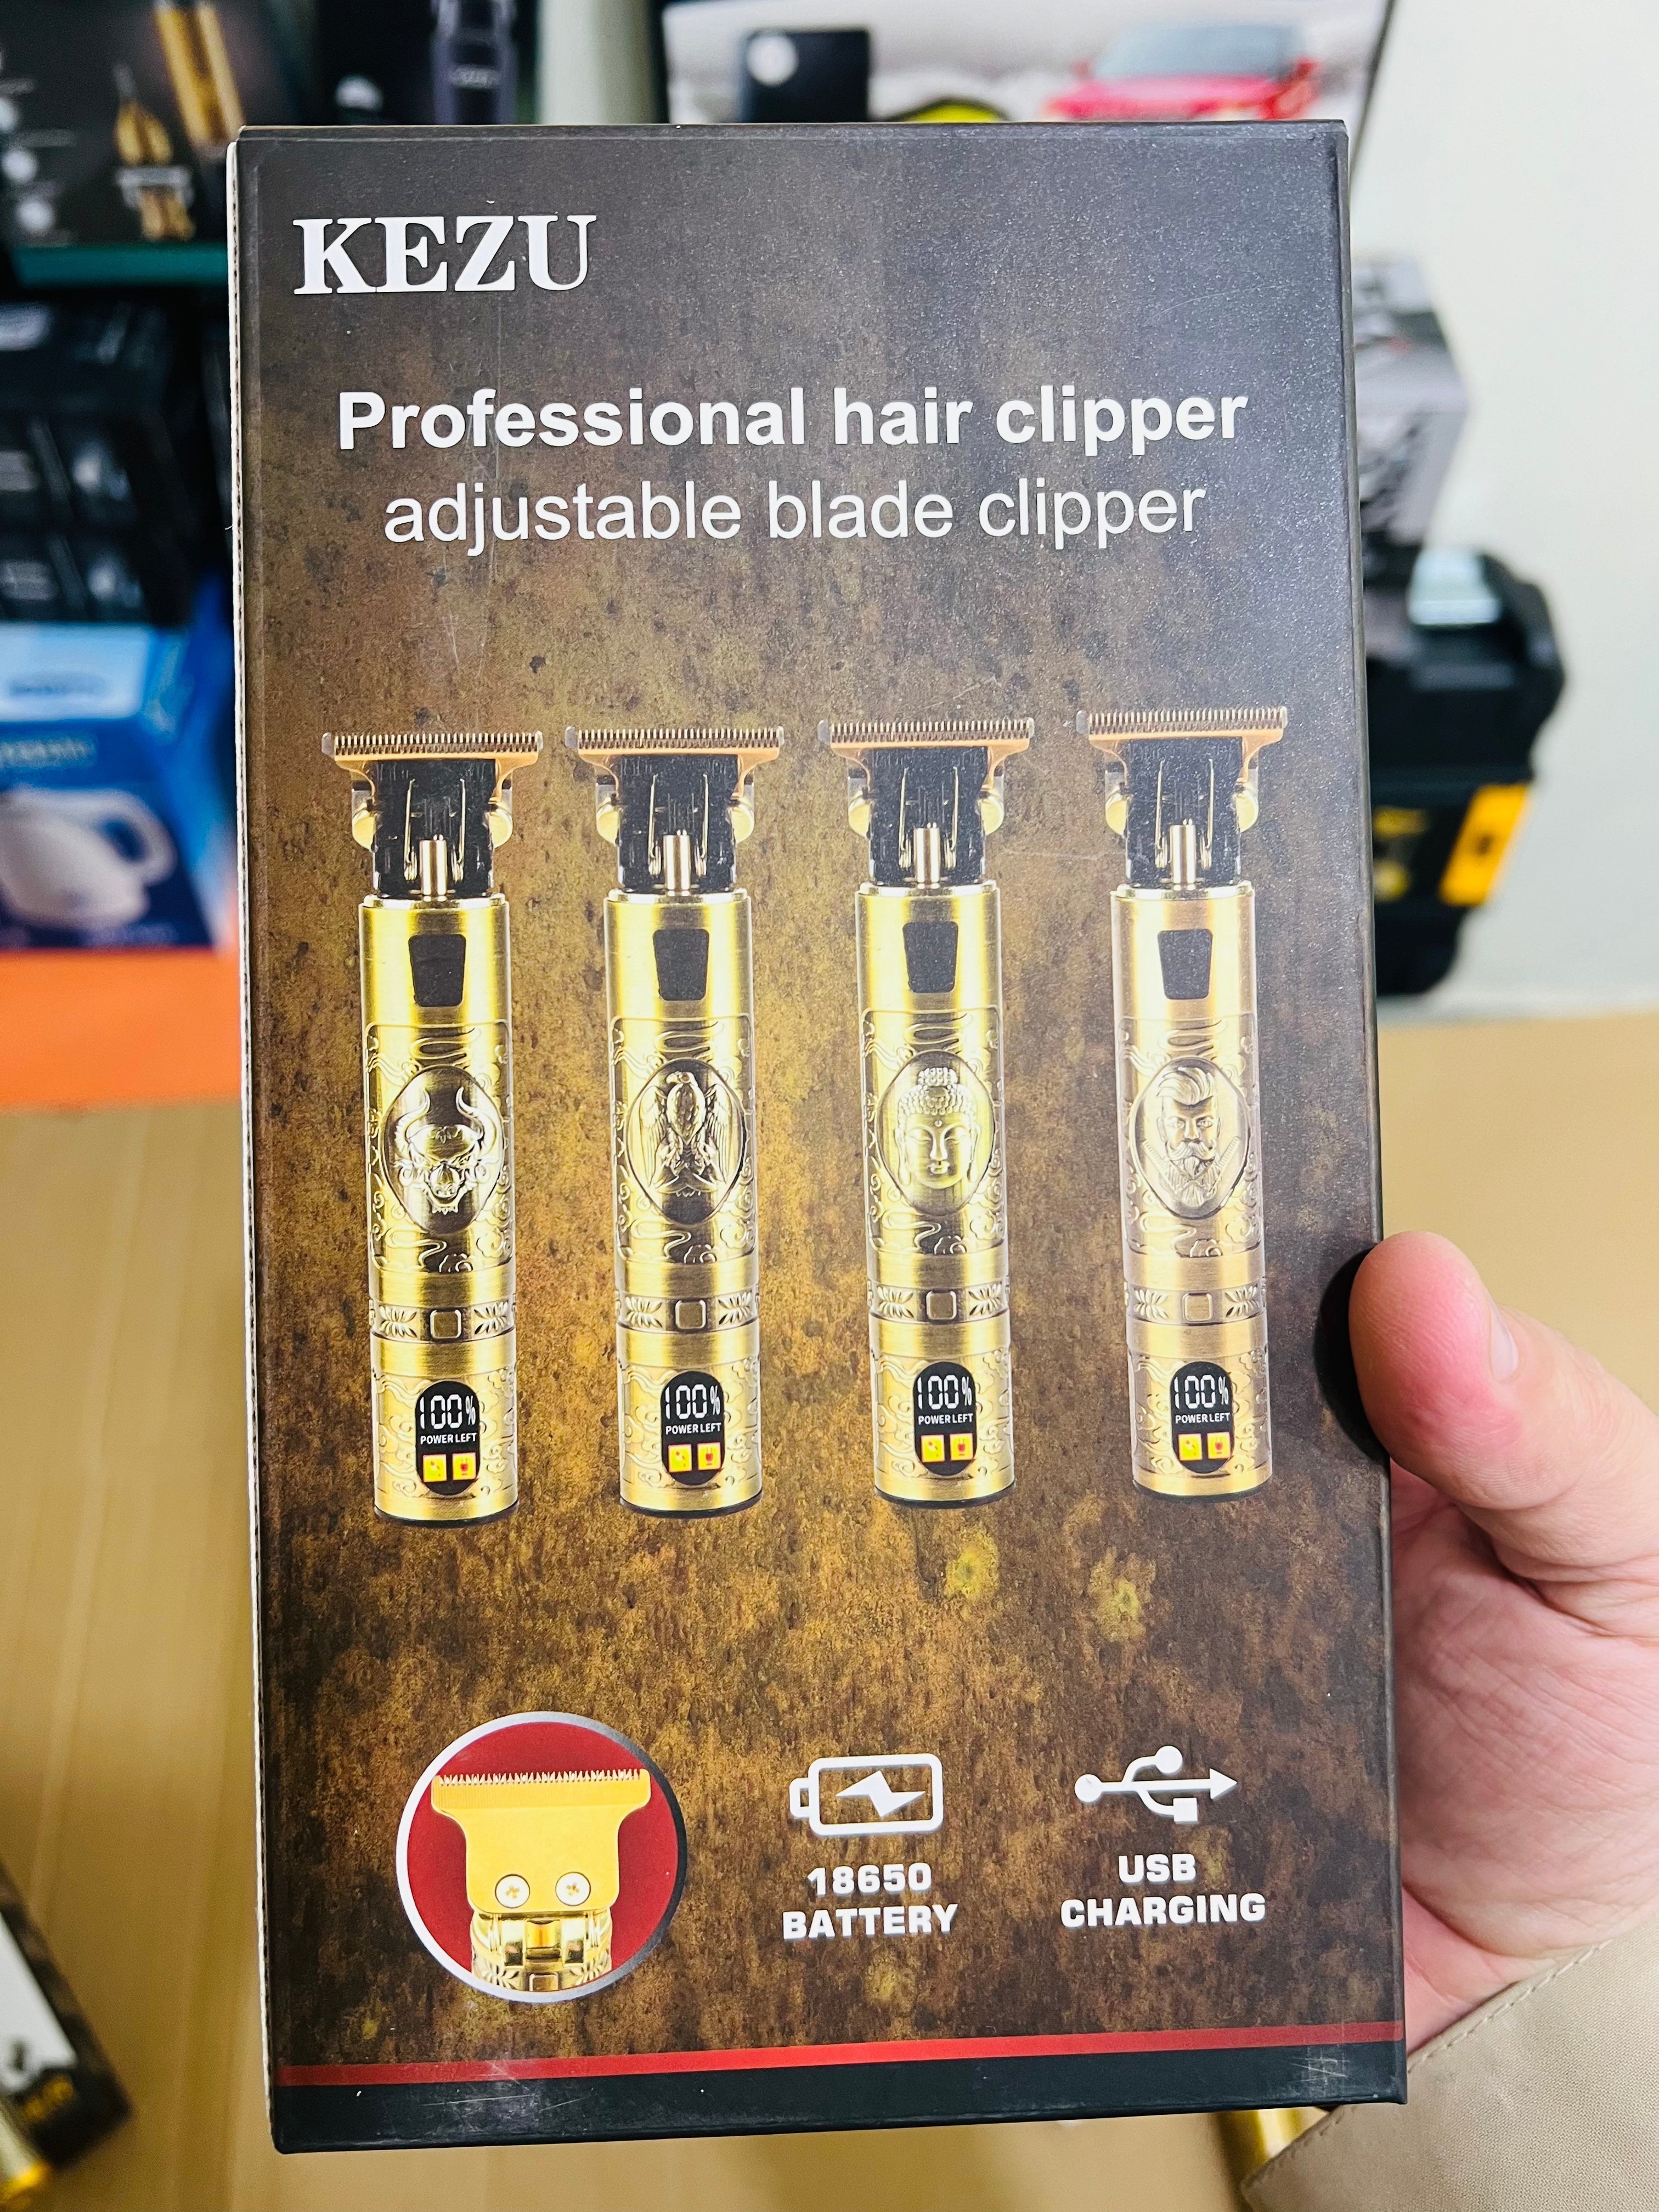 KEZU
Professional hair clipper
adjustable blade clipper
100%
POWER LEFT
100%
POWER LEFT
100%
POWER LEFT
100%
POWER LEFT
18650
BATTERY
USB
CHARGING